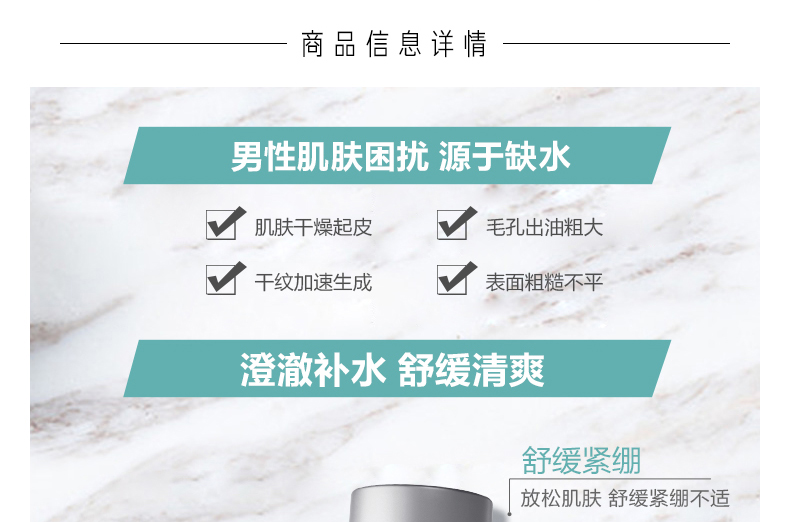 商品信息详情
男性肌肤困扰 源于缺水
肌肤干燥起皮 毛孔出油粗大
干纹加速生成 表面粗糙不平
澄澈补水 舒缓清爽
舒缓紧绷
放松肌肤 舒缓紧绷不适